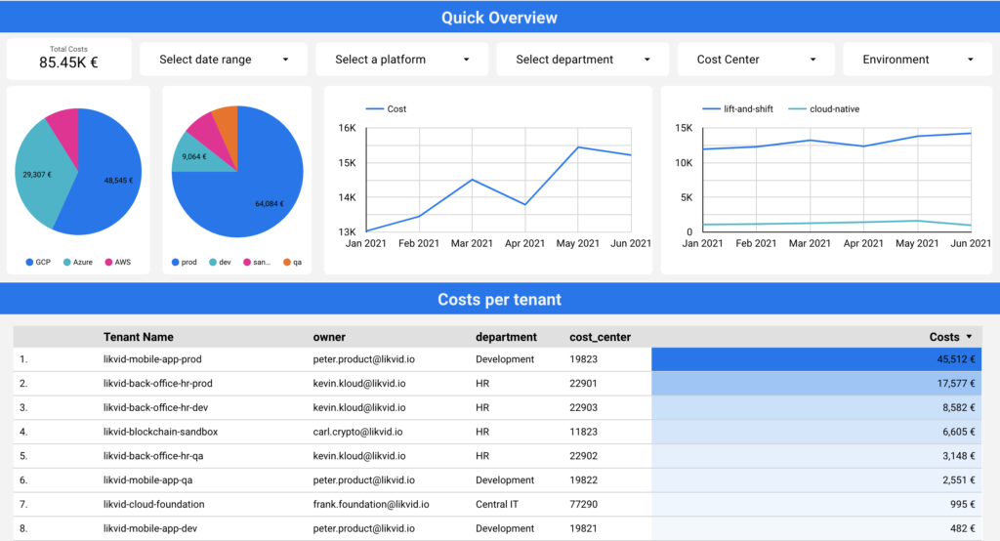 Quick Overview
Total Costs
85.45K €
Select date range
Select a platform
Select department
Cost Center
Environment
48,545 €
29,307 €
GCP Azure AWS
9,064 €
64,084 €
prod dev san... qa
Cost
16K
15K
14K
13K
Jan 2021 Feb 2021 Mar 2021 Apr 2021 May 2021 Jun 2021
lift-and-shift cloud-native
15K
10K
5K
0
Jan 2021 Feb 2021 Mar 2021 Apr 2021 May 2021 Jun 2021
Costs per tenant
Tenant Name owner department cost_center Costs
1. likvid-mobile-app-prod peter.product@likvid.io Development 19823 45,512 €
2. likvid-back-office-hr-prod kevin.kloud@likvid.io HR 22901 17,577 €
3. likvid-back-office-hr-dev kevin.kloud@likvid.io HR 22903 8,582 €
4. likvid-blockchain-sandbox carl.crypto@likvid.io HR 11823 6,605 €
5. likvid-back-office-hr-qa kevin.kloud@likvid.io HR 22902 3,148 €
6. likvid-mobile-app-qa peter.product@likvid.io Development 19822 2,551 €
7. likvid-cloud-foundation frank.foundation@likvid.io Central IT 77290 995 €
8. likvid-mobile-app-dev peter.product@likvid.io Development 19821 482 €